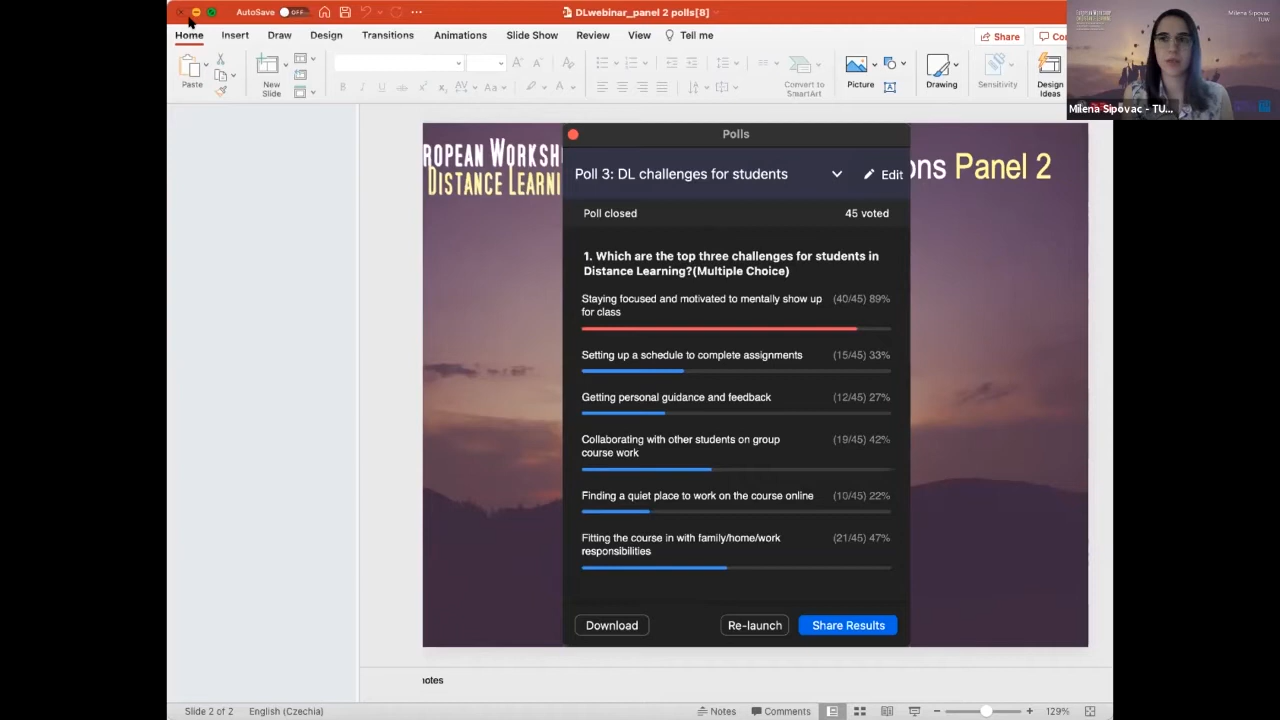 AutoSave OFF
DLwebinar_panel 2 polls[8]
Home Insert Draw Design Transitions Animations Slide Show Review View Tell me
Share Co
Paste
New Slide
Convert to SmartArt
Picture
Drawing
Sensitivity
Design Ideas
Milena Sipovac
TUW
Milena Sipovac - TU...
ROPEAN WORKSH
DISTANCE LEARNI
ons Panel 2
Polls
Poll 3: DL challenges for students
Edit
Poll closed 45 voted
1. Which are the top three challenges for students in
Distance Learning?(Multiple Choice)
Staying focused and motivated to mentally show up (40/45) 89%
for class
Setting up a schedule to complete assignments (15/45) 33%
Getting personal guidance and feedback (12/45) 27%
Collaborating with other students on group (19/45) 42%
course work
Finding a quiet place to work on the course online (10/45) 22%
Fitting the course in with family/home/work (21/45) 47%
responsibilities
Download Re-launch Share Results
notes
Slide 2 of 2 English (Czechia) Notes Comments 129%